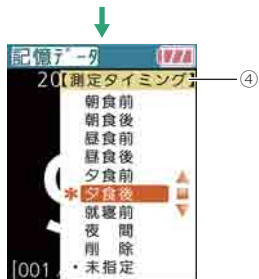 記憶データ
20【測定タイミング】 ④
朝食前
朝食後
昼食前
昼食後
夕食前
*夕食後
就寝前
夜 間
削 除
・未指定
[001